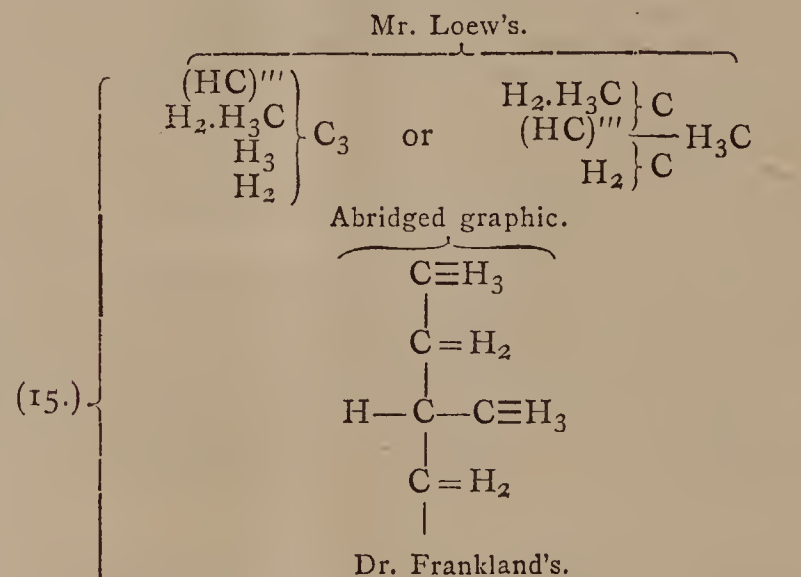 Mr. Loew's.
(HC)''' H₂.H₃C } C
H₂.H₃C (HC)''' — H₃C
H₃ } C₃ or H₂ } C
H₂
Abridged graphic.
C≡H₃
|
C=H₂
|
(15.) H—C—C≡H₃
|
C=H₂
|
Dr. Frankland's.